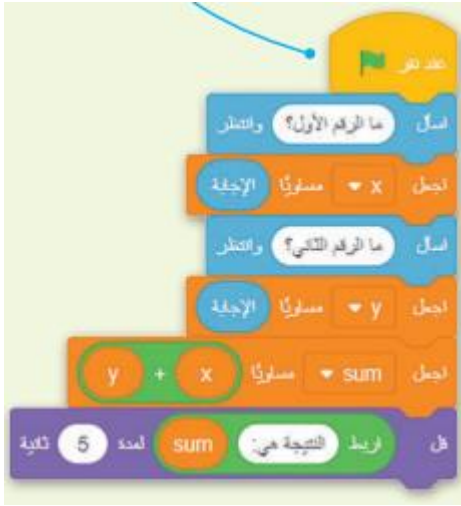 عند نقر
اسأل ما الرقم الأول؟ وانتظر
اجعل x مساويًا الإجابة
اسأل ما الرقم الثاني؟ وانتظر
اجعل y مساويًا الإجابة
اجعل sum مساويًا x + y
قل اربط النتيجة هي: sum لمدة 5 ثانية